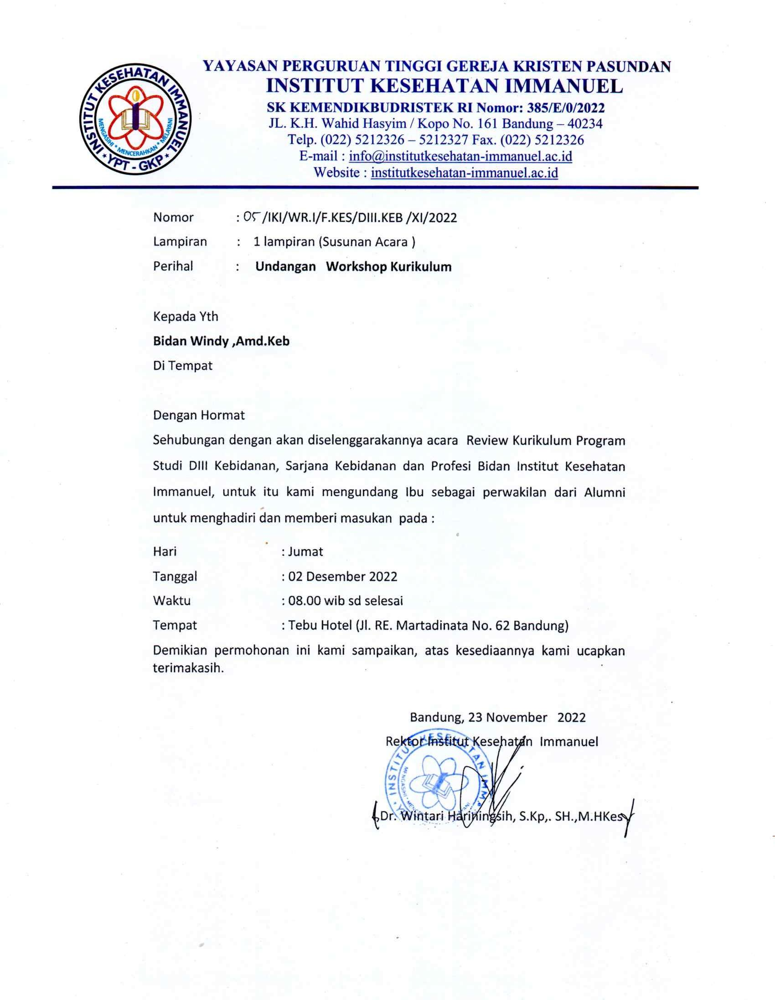 INSTITUT KESEHATAN IMMANUEL
MENGASIHI * MENCERAHKAN * MELAYANI
* YPT - GKP *
YAYASAN PERGURUAN TINGGI GEREJA KRISTEN PASUNDAN
INSTITUT KESEHATAN IMMANUEL
SK KEMENDIKBUDRISTEK RI Nomor: 385/E/0/2022
JL. K.H. Wahid Hasyim / Kopo No. 161 Bandung – 40234
Telp. (022) 5212326 – 5212327 Fax. (022) 5212326
E-mail : info@institutkesehatan-immanuel.ac.id
Website : institutkesehatan-immanuel.ac.id
Nomor : 05/IKI/WR.I/F.KES/DIII.KEB /XI/2022
Lampiran : 1 lampiran (Susunan Acara )
Perihal : Undangan Workshop Kurikulum
Kepada Yth
Bidan Windy ,Amd.Keb
Di Tempat
Dengan Hormat
Sehubungan dengan akan diselenggarakannya acara Review Kurikulum Program
Studi DIII Kebidanan, Sarjana Kebidanan dan Profesi Bidan Institut Kesehatan
Immanuel, untuk itu kami mengundang Ibu sebagai perwakilan dari Alumni
untuk menghadiri dan memberi masukan pada :
Hari : Jumat
Tanggal : 02 Desember 2022
Waktu : 08.00 wib sd selesai
Tempat : Tebu Hotel (Jl. RE. Martadinata No. 62 Bandung)
Demikian permohonan ini kami sampaikan, atas kesediaannya kami ucapkan
terimakasih.
Bandung, 23 November 2022
Rektor Institut Kesehatan Immanuel
INSTITUT KESEHATAN IMM
MENGASIHI
Dr. Wintari Hariningsih, S.Kp,. SH.,M.HKes